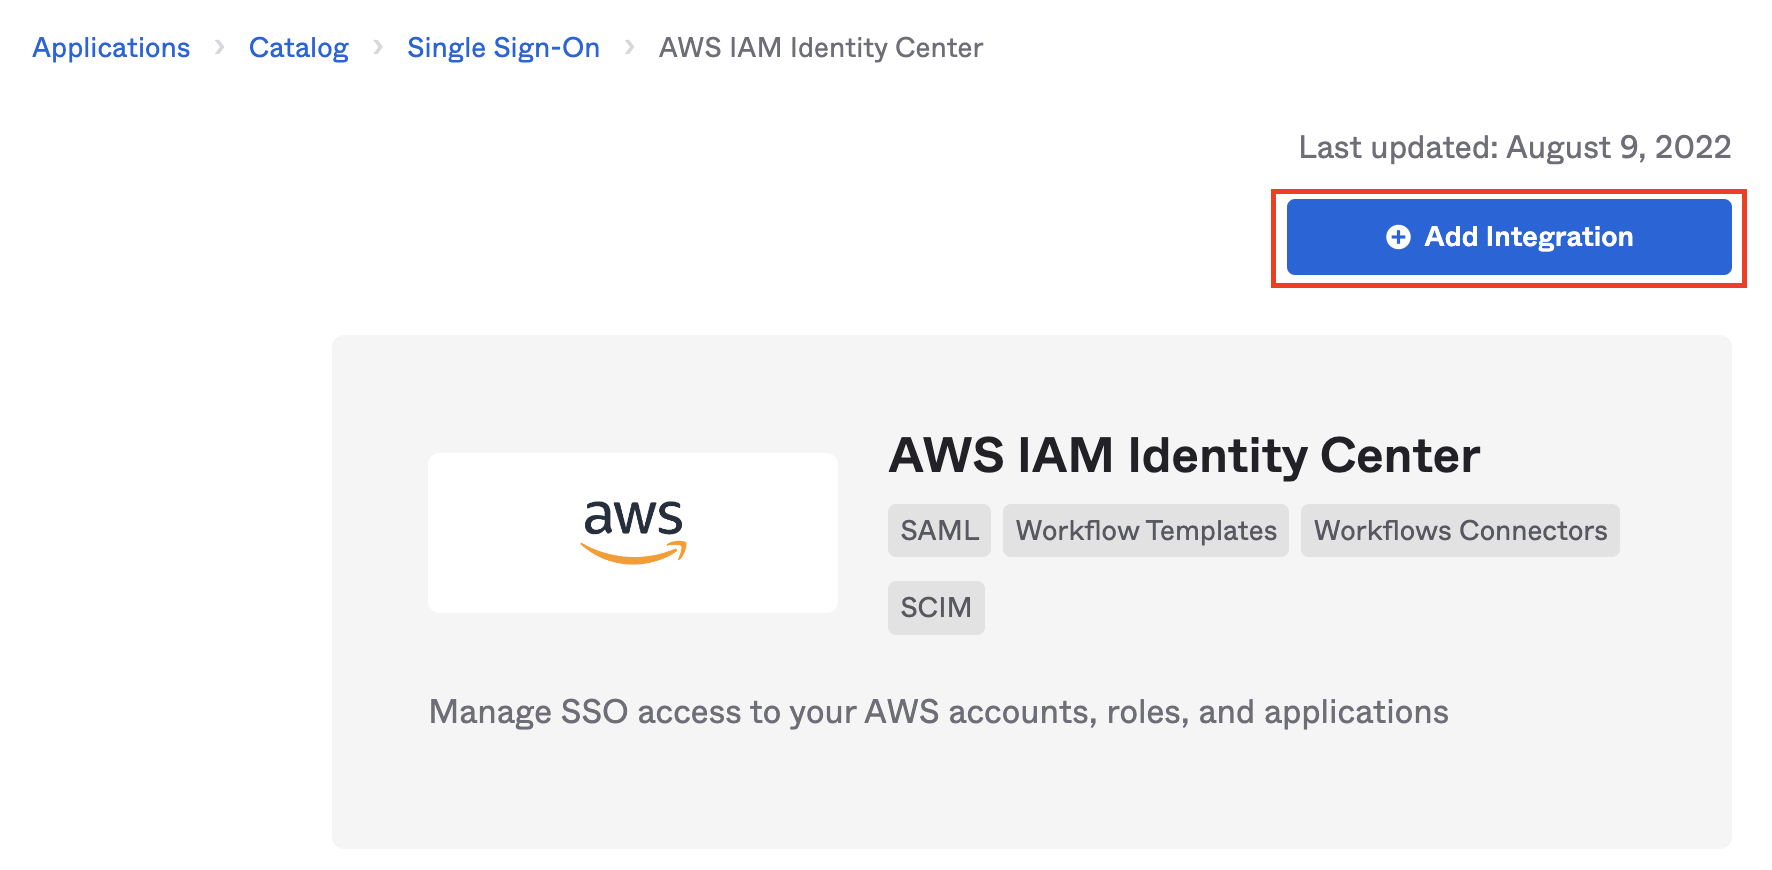 Applications > Catalog > Single Sign-On > AWS IAM Identity Center
Last updated: August 9, 2022
Add Integration
aws
AWS IAM Identity Center
SAML Workflow Templates Workflows Connectors
SCIM
Manage SSO access to your AWS accounts, roles, and applications